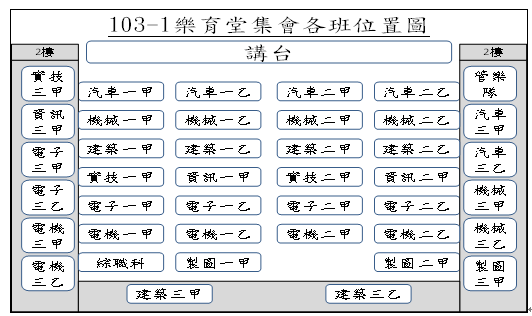 103-1樂育堂集會各班位置圖
2樓
講台
2樓
實技
三甲
資訊
三甲
電子
三甲
電子
三乙
電機
三甲
電機
三乙
汽車一甲 汽車一乙 汽車二甲 汽車二乙
機械一甲 機械一乙 機械二甲 機械二乙
建築一甲 建築一乙 建築二甲 建築二乙
實技一甲 資訊一甲 實技二甲 資訊二甲
電子一甲 電子一乙 電子二甲 電子二乙
電機一甲 電機一乙 電機二甲 電機二乙
綜職科 製圖一甲 製圖二甲
管樂
隊
汽車
三甲
汽車
三乙
機械
三甲
機械
三乙
製圖
三甲
建築三甲 建築三乙